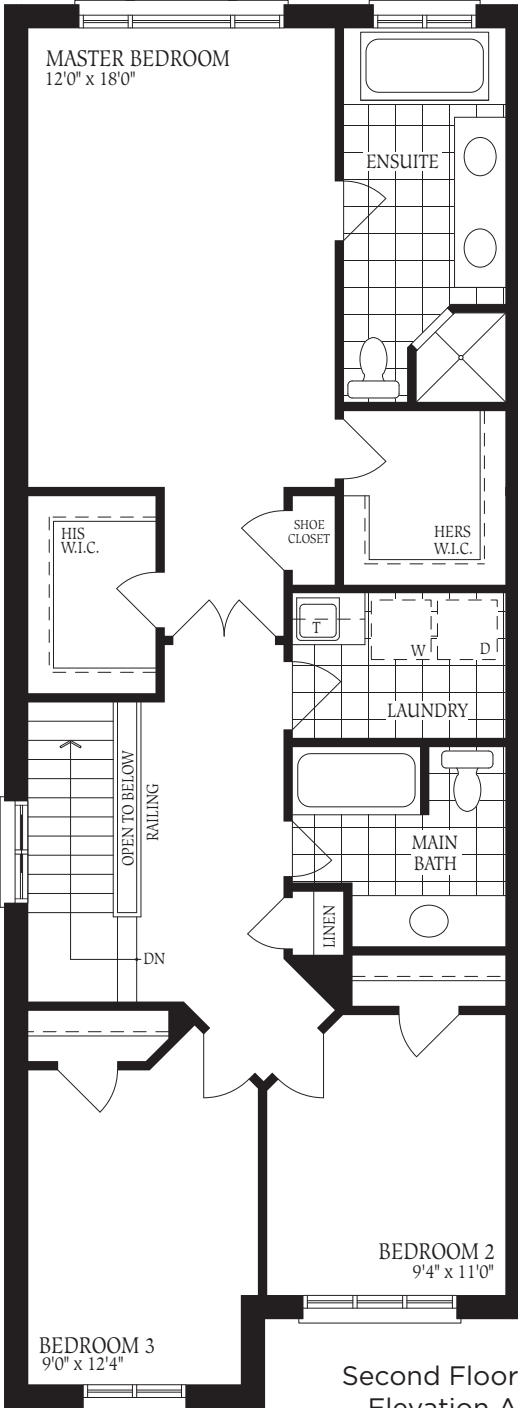 MASTER BEDROOM
12'0" x 18'0"
ENSUITE
HIS
W.I.C.
SHOE
CLOSET
HERS
W.I.C.
T
W
D
LAUNDRY
OPEN TO BELOW
RAILING
MAIN
BATH
LINEN
DN
BEDROOM 2
9'4" x 11'0"
BEDROOM 3
9'0" x 12'4"
Second Floor
Elevation A